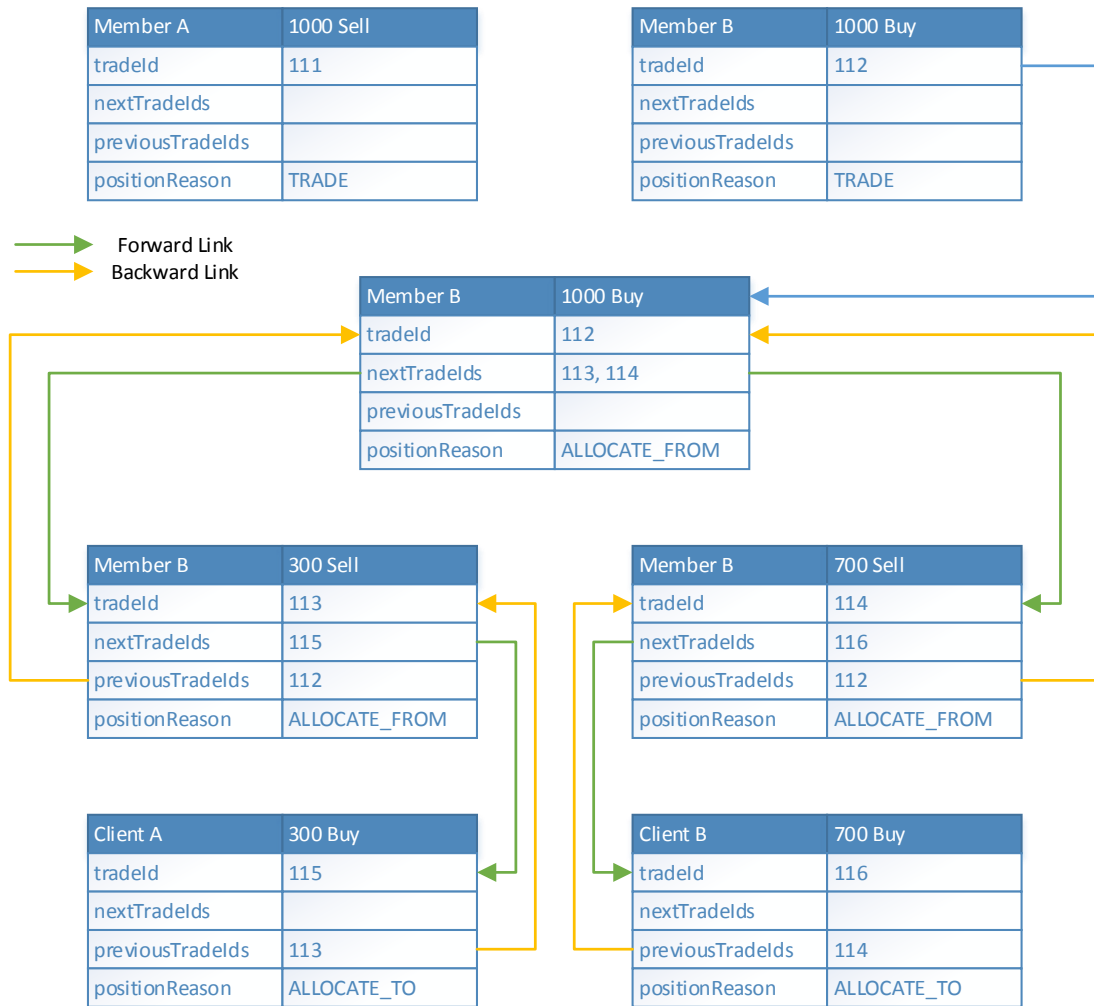 Member A 1000 Sell
tradeId 111
nextTradeIds
previousTradeIds
positionReason TRADE
Member B 1000 Buy
tradeId 112
nextTradeIds
previousTradeIds
positionReason TRADE
Forward Link
Backward Link
Member B 1000 Buy
tradeId 112
nextTradeIds 113, 114
previousTradeIds
positionReason ALLOCATE_FROM
Member B 300 Sell
tradeId 113
nextTradeIds 115
previousTradeIds 112
positionReason ALLOCATE_FROM
Member B 700 Sell
tradeId 114
nextTradeIds 116
previousTradeIds 112
positionReason ALLOCATE_FROM
Client A 300 Buy
tradeId 115
nextTradeIds
previousTradeIds 113
positionReason ALLOCATE_TO
Client B 700 Buy
tradeId 116
nextTradeIds
previousTradeIds 114
positionReason ALLOCATE_TO